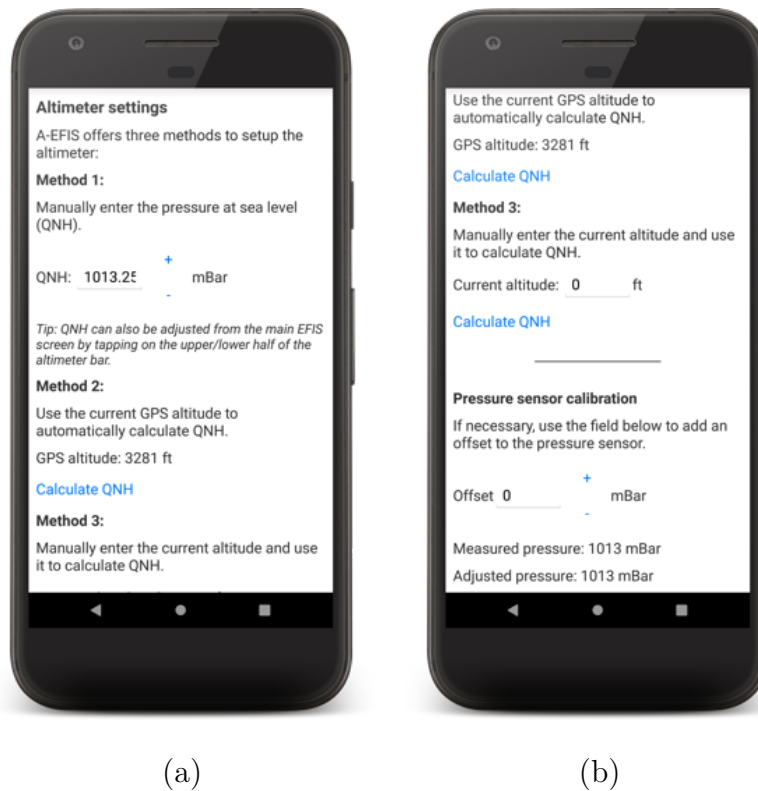 Altimeter settings
A-EFIS offers three methods to setup the
altimeter:
Method 1:
Manually enter the pressure at sea level
(QNH).
+
QNH: 1013.25 mBar
-
Tip: QNH can also be adjusted from the main EFIS
screen by tapping on the upper/lower half of the
altimeter bar.
Method 2:
Use the current GPS altitude to
automatically calculate QNH.
GPS altitude: 3281 ft
Calculate QNH
Method 3:
Manually enter the current altitude and use
it to calculate QNH.
(a)
Use the current GPS altitude to
automatically calculate QNH.
GPS altitude: 3281 ft
Calculate QNH
Method 3:
Manually enter the current altitude and use
it to calculate QNH.
Current altitude: 0 ft
Calculate QNH
Pressure sensor calibration
If necessary, use the field below to add an
offset to the pressure sensor.
+
Offset 0 mBar
-
Measured pressure: 1013 mBar
Adjusted pressure: 1013 mBar
(b)